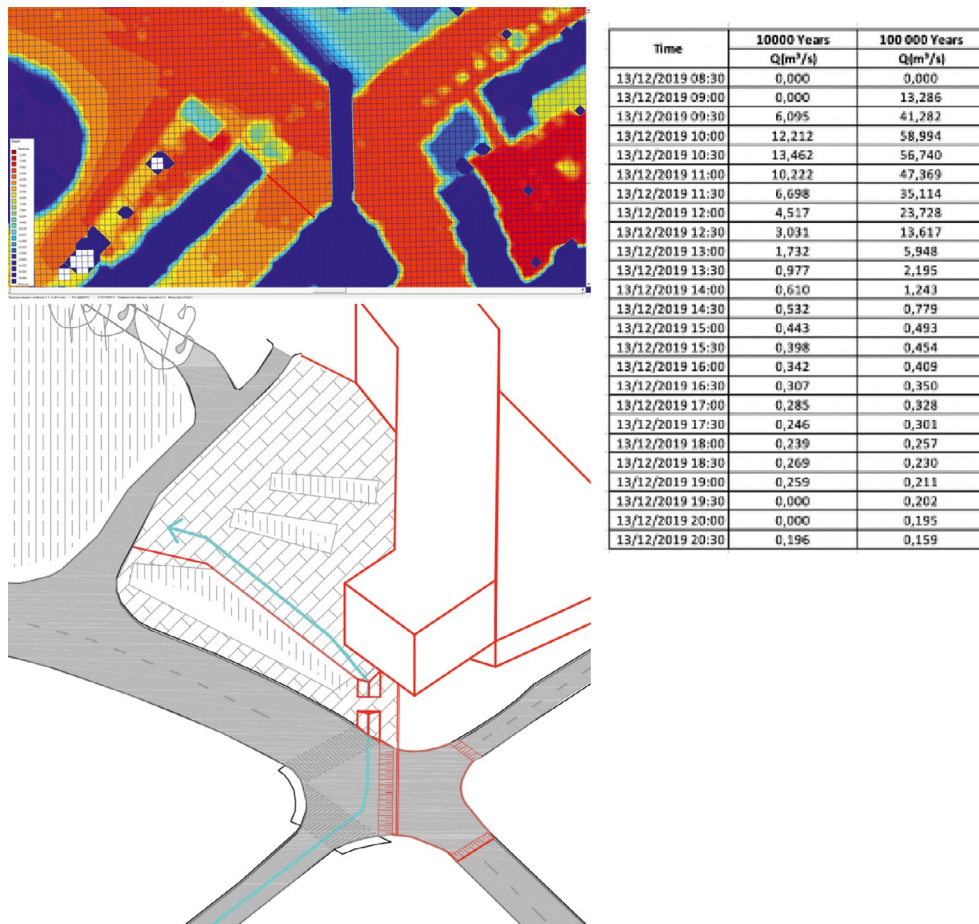 Depth
Time 10000 Years 100 000 Years
Q(m³/s) Q(m³/s)
13/12/2019 08:30 0,000 0,000
13/12/2019 09:00 0,000 13,286
13/12/2019 09:30 6,095 41,282
13/12/2019 10:00 12,212 58,994
13/12/2019 10:30 13,462 56,740
13/12/2019 11:00 10,222 47,369
13/12/2019 11:30 6,698 35,114
13/12/2019 12:00 4,517 23,728
13/12/2019 12:30 3,031 13,617
13/12/2019 13:00 1,732 5,948
13/12/2019 13:30 0,977 2,195
13/12/2019 14:00 0,610 1,243
13/12/2019 14:30 0,532 0,779
13/12/2019 15:00 0,443 0,493
13/12/2019 15:30 0,398 0,454
13/12/2019 16:00 0,342 0,409
13/12/2019 16:30 0,307 0,350
13/12/2019 17:00 0,285 0,328
13/12/2019 17:30 0,246 0,301
13/12/2019 18:00 0,239 0,257
13/12/2019 18:30 0,269 0,230
13/12/2019 19:00 0,259 0,211
13/12/2019 19:30 0,000 0,202
13/12/2019 20:00 0,000 0,195
13/12/2019 20:30 0,196 0,159